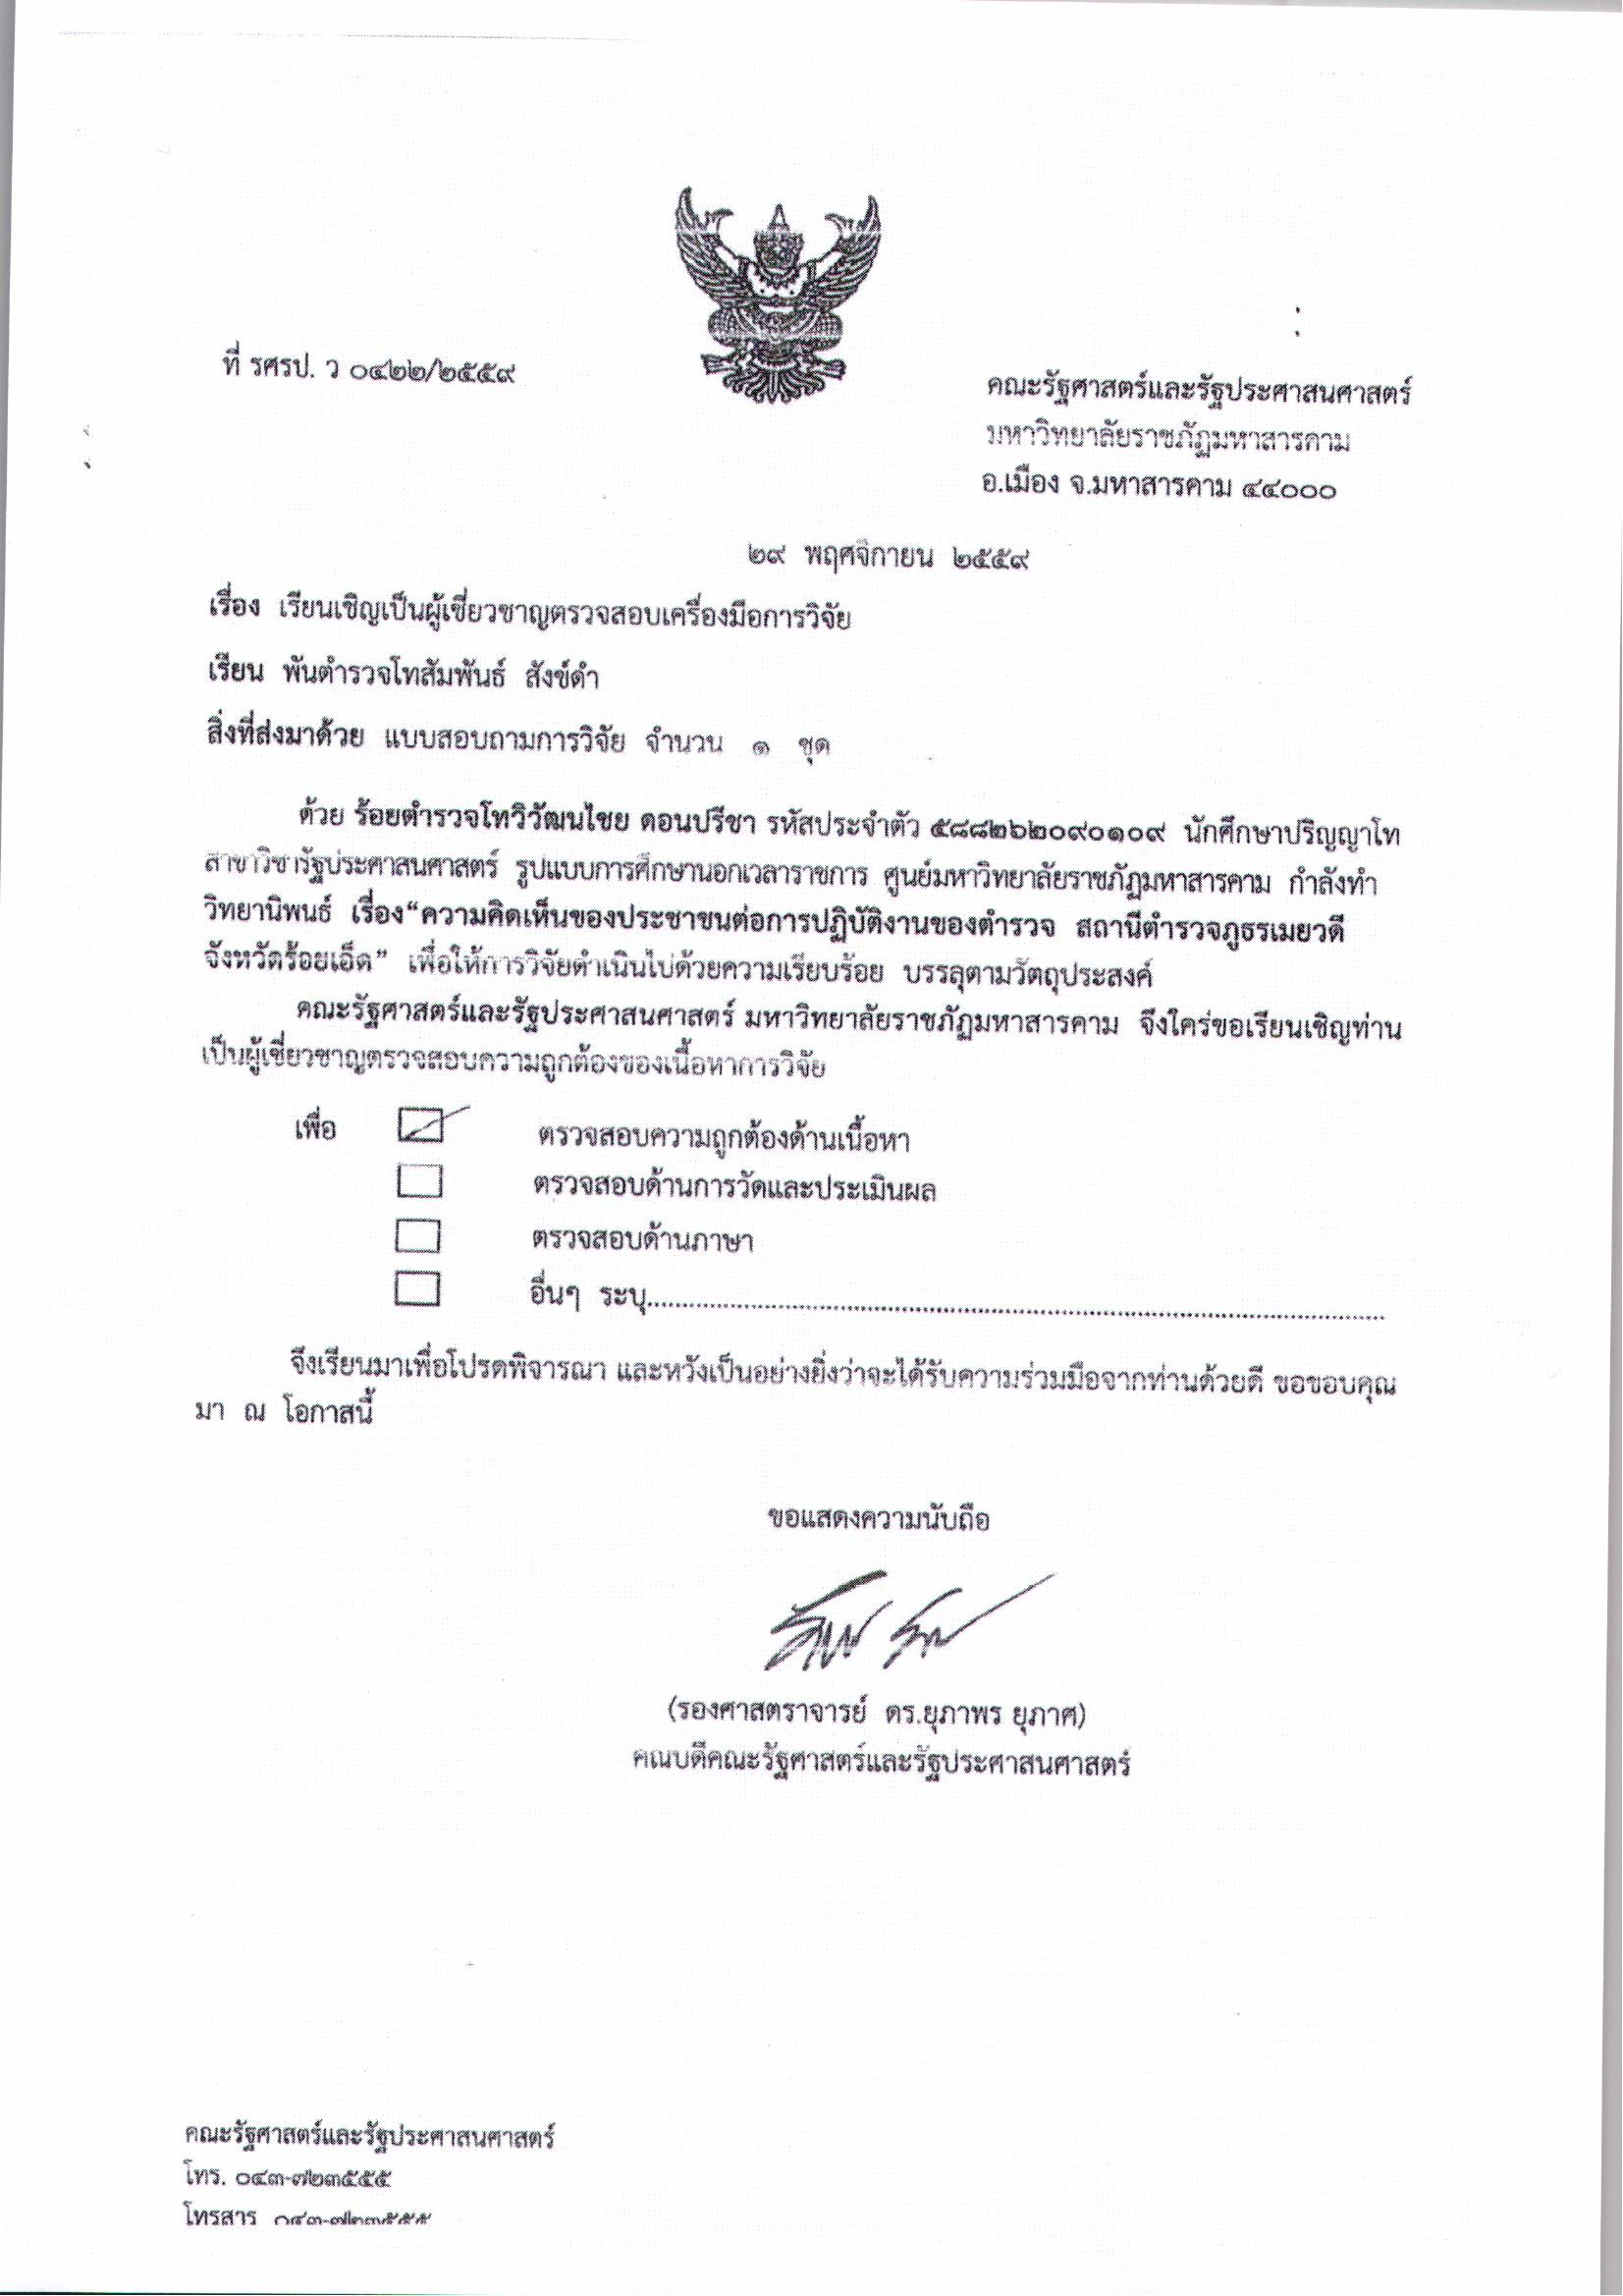 ที่ รศรป. ว ๐๔๒๒/๒๕๕๙
คณะรัฐศาสตร์และรัฐประศาสนศาสตร์
มหาวิทยาลัยราชภัฏมหาสารคาม
อ.เมือง จ.มหาสารคาม ๔๔๐๐๐
๒๙ พฤศจิกายน ๒๕๕๙
เรื่อง เรียนเชิญเป็นผู้เชี่ยวชาญตรวจสอบเครื่องมือการวิจัย
เรียน พันตำรวจโทสัมพันธ์ สังข์ดำ
สิ่งที่ส่งมาด้วย แบบสอบถามการวิจัย จำนวน ๑ ชุด
ด้วย ร้อยตำรวจโทวิวัฒนไชย ดอนปรีชา รหัสประจำตัว ๕๘๘๒๖๒๐๙๐๑๐๙ นักศึกษาปริญญาโท
สาขาวิชารัฐประศาสนศาสตร์ รูปแบบการศึกษานอกเวลาราชการ ศูนย์มหาวิทยาลัยราชภัฏมหาสารคาม กำลังทำ
วิทยานิพนธ์ เรื่อง“ความคิดเห็นของประชาชนต่อการปฏิบัติงานของตำรวจ สถานีตำรวจภูธรเมยวดี
จังหวัดร้อยเอ็ด” เพื่อให้การวิจัยดำเนินไปด้วยความเรียบร้อย บรรลุตามวัตถุประสงค์
คณะรัฐศาสตร์และรัฐประศาสนศาสตร์ มหาวิทยาลัยราชภัฏมหาสารคาม จึงใคร่ขอเรียนเชิญท่าน
เป็นผู้เชี่ยวชาญตรวจสอบความถูกต้องของเนื้อหาการวิจัย
เพื่อ ตรวจสอบความถูกต้องด้านเนื้อหา
ตรวจสอบด้านการวัดและประเมินผล
ตรวจสอบด้านภาษา
อื่นๆ ระบุ..........................................................................................
จึงเรียนมาเพื่อโปรดพิจารณา และหวังเป็นอย่างยิ่งว่าจะได้รับความร่วมมือจากท่านด้วยดี ขอขอบคุณ
มา ณ โอกาสนี้
ขอแสดงความนับถือ
(รองศาสตราจารย์ ดร.ยุภาพร ยุภาศ)
คณบดีคณะรัฐศาสตร์และรัฐประศาสนศาสตร์
คณะรัฐศาสตร์และรัฐประศาสนศาสตร์
โทร. ๐๔๓-๗๒๓๕๕๕
โทรสาร ๐๔๓-๗๒๓๕๕๕